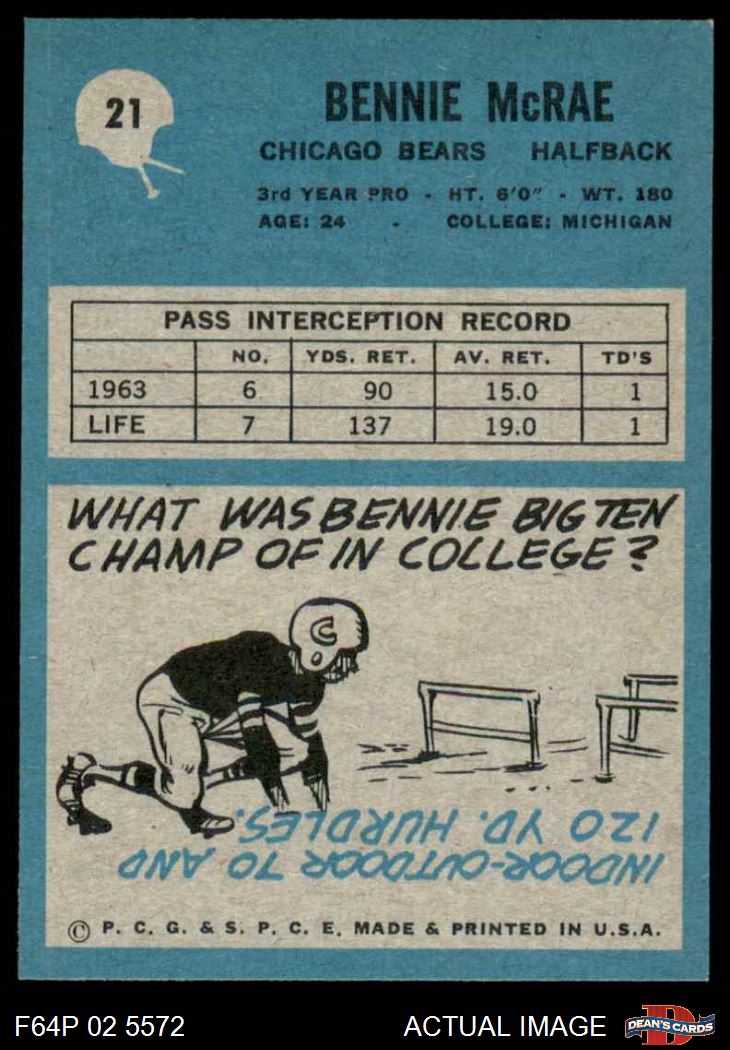 21
BENNIE McRAE
CHICAGO BEARS HALFBACK
3rd YEAR PRO - HT. 6'0" - WT. 180
AGE: 24 - COLLEGE: MICHIGAN
PASS INTERCEPTION RECORD
NO. YDS. RET. AV. RET. TD'S
1963 6 90 15.0 1
LIFE 7 137 19.0 1
WHAT WAS BENNIE BIG TEN
CHAMP OF IN COLLEGE?
C
INDOOR-OUTDOOR 70 AND
120 YD. HURDLES.
© P. C. G. & S. P. C. E. MADE & PRINTED IN U.S.A.
F64P 02 5572 ACTUAL IMAGE D DEAN'S CARDS